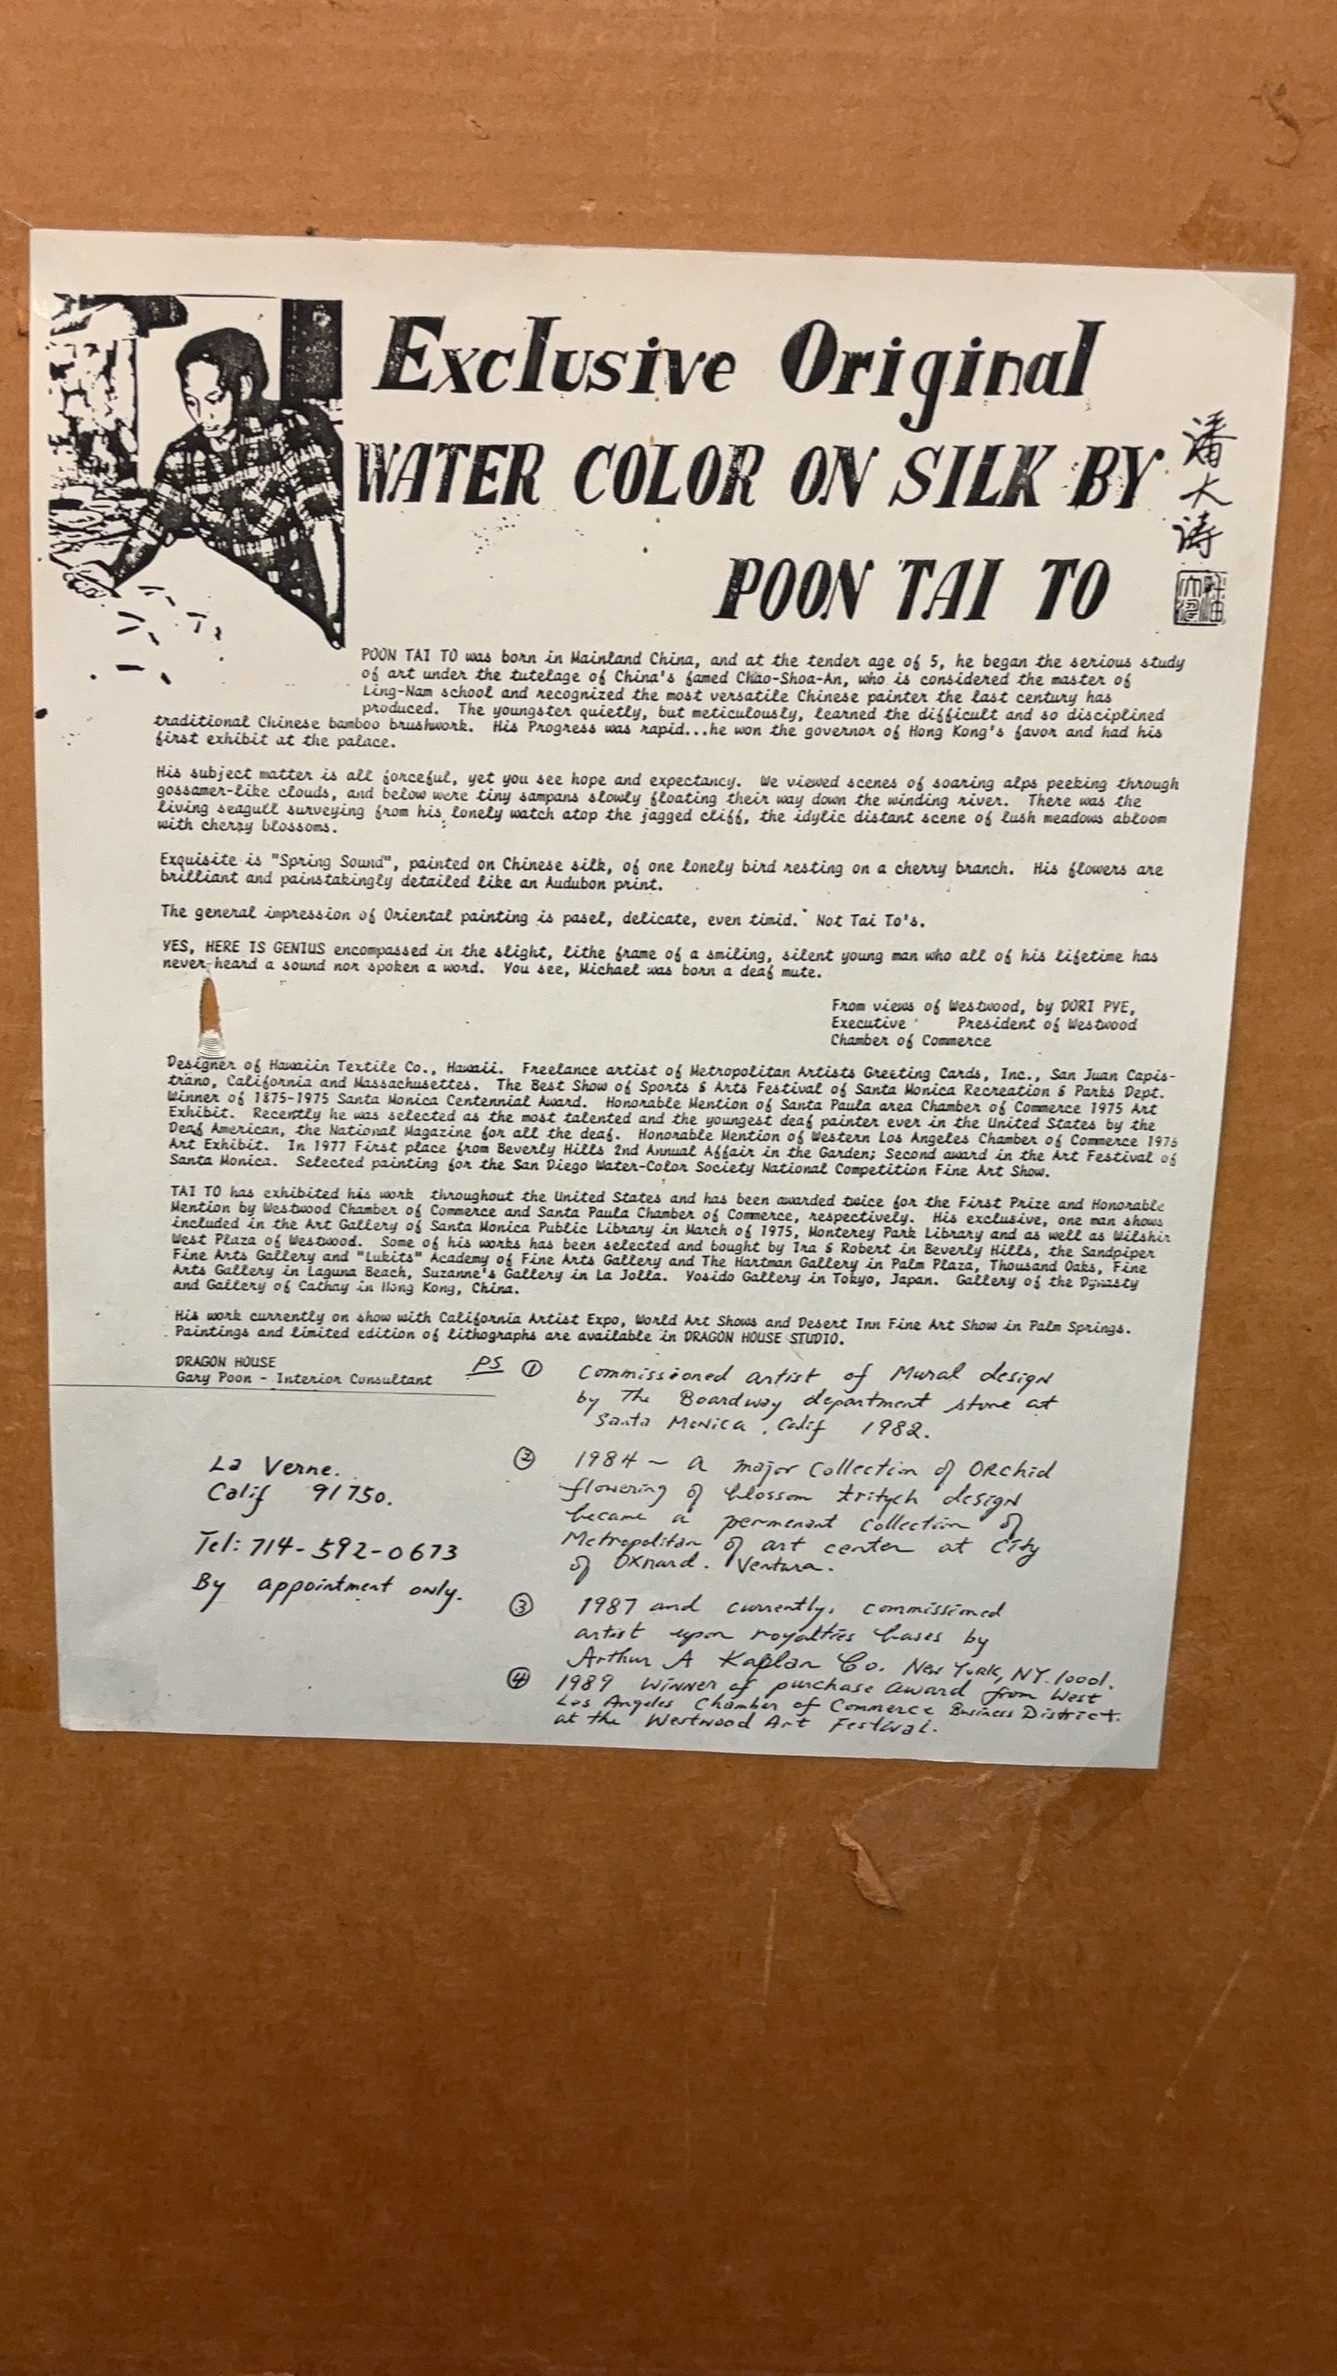 Exclusive Original
WATER COLOR ON SILK BY
POON TAI TO
潘大涛
POON TAI TO was born in Mainland China, and at the tender age of 5, he began the serious study
of art under the tutelage of China's famed Chao-Shoa-An, who is considered the master of
Ling-Nam school and recognized the most versatile Chinese painter the last century has
produced. The youngster quietly, but meticulously, learned the difficult and so disciplined
traditional Chinese bamboo brushwork. His Progress was rapid...he won the governor of Hong Kong's favor and had his
first exhibit at the palace.
His subject matter is all forceful, yet you see hope and expectancy. We viewed scenes of soaring alps peeking through
gossamer-like clouds, and below were tiny sampans slowly floating their way down the winding river. There was the
living seagull surveying from his lonely watch atop the jagged cliff, the idylic distant scene of lush meadows abloom
with cherry blossoms.
Exquisite is "Spring Sound", painted on Chinese silk, of one lonely bird resting on a cherry branch. His flowers are
brilliant and painstakingly detailed like an Audubon print.
The general impression of Oriental painting is pasel, delicate, even timid. Not Tai To's.
YES, HERE IS GENIUS encompassed in the slight, lithe frame of a smiling, silent young man who all of his lifetime has
never heard a sound nor spoken a word. You see, Michael was born a deaf mute.
From views of Westwood, by DORI PYE,
Executive President of Westwood
Chamber of Commerce
Designer of Hawaiin Textile Co., Hawaii. Freelance artist of Metropolitan Artists Greeting Cards, Inc., San Juan Capis-
trano, California and Massachusettes. The Best Show of Sports & Arts Festival of Santa Monica Recreation & Parks Dept.
Winner of 1875-1975 Santa Monica Centennial Award. Honorable Mention of Santa Paula area Chamber of Commerce 1975 Art
Exhibit. Recently he was selected as the most talented and the youngest deaf painter ever in the United States by the
Deaf American, the National Magazine for all the deaf. Honorable Mention of Western Los Angeles Chamber of Commerce 1975
Art Exhibit. In 1977 First place from Beverly Hills 2nd Annual Affair in the Garden; Second award in the Art Festival of
Santa Monica. Selected painting for the San Diego Water-Color Society National Competition Fine Art Show.
TAI TO has exhibited his work throughout the United States and has been awarded twice for the First Prize and Honorable
Mention by Westwood Chamber of Commerce and Santa Paula Chamber of Commerce, respectively. His exclusive, one man shows
included in the Art Gallery of Santa Monica Public Library in March of 1975, Monterey Park Library and as well as Wilshir
West Plaza of Westwood. Some of his works has been selected and bought by Ira & Robert in Beverly Hills, the Sandpiper
Fine Arts Gallery and "Lukits" Academy of Fine Arts Gallery and The Hartman Gallery in Palm Plaza, Thousand Oaks, Fine
Arts Gallery in Laguna Beach, Suzanne's Gallery in La Jolla. Yosido Gallery in Tokyo, Japan. Gallery of the Dynasty
and Gallery of Cathay in Hong Kong, China.
His work currently on show with California Artist Expo, World Art Shows and Desert Inn Fine Art Show in Palm Springs.
Paintings and limited edition of lithographs are available in DRAGON HOUSE STUDIO.
DRAGON HOUSE
Gary Poon - Interior Consultant
La Verne.
Calif 91750.
Tel: 714-592-0673
By appointment only.
PS ① Commissioned artist of Mural design
by The Boardway department store at
Santa Monica, Calif 1982.
② 1984 ~ a major collection of ORchid
flowering of blossom tritych design
became a permenant collection of
Metropolitan of art center at City
of Oxnard. Ventura.
③ 1987 and currently, commissioned
artist upon royalties bases by
Arthur A Kaplan Co. New York, NY. 10001.
④ 1989 Winner of purchase award from West
Los Angeles Chamber of Commerce Business District.
at the Westwood Art Festival.